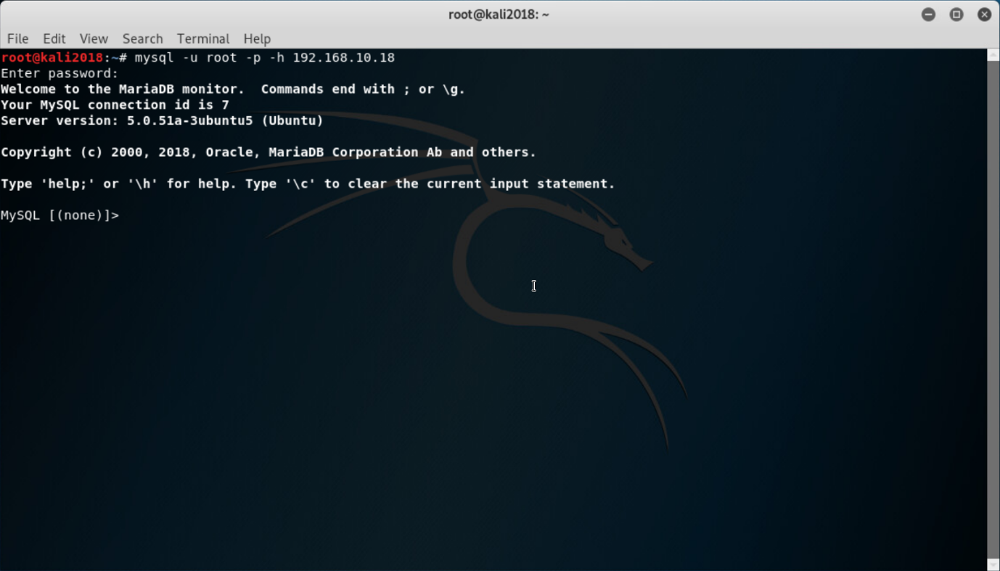 root@kali2018: ~
File Edit View Search Terminal Help
root@kali2018:~# mysql -u root -p -h 192.168.10.18
Enter password:
Welcome to the MariaDB monitor.  Commands end with ; or \g.
Your MySQL connection id is 7
Server version: 5.0.51a-3ubuntu5 (Ubuntu)
Copyright (c) 2000, 2018, Oracle, MariaDB Corporation Ab and others.
Type 'help;' or '\h' for help. Type '\c' to clear the current input statement.
MySQL [(none)]>